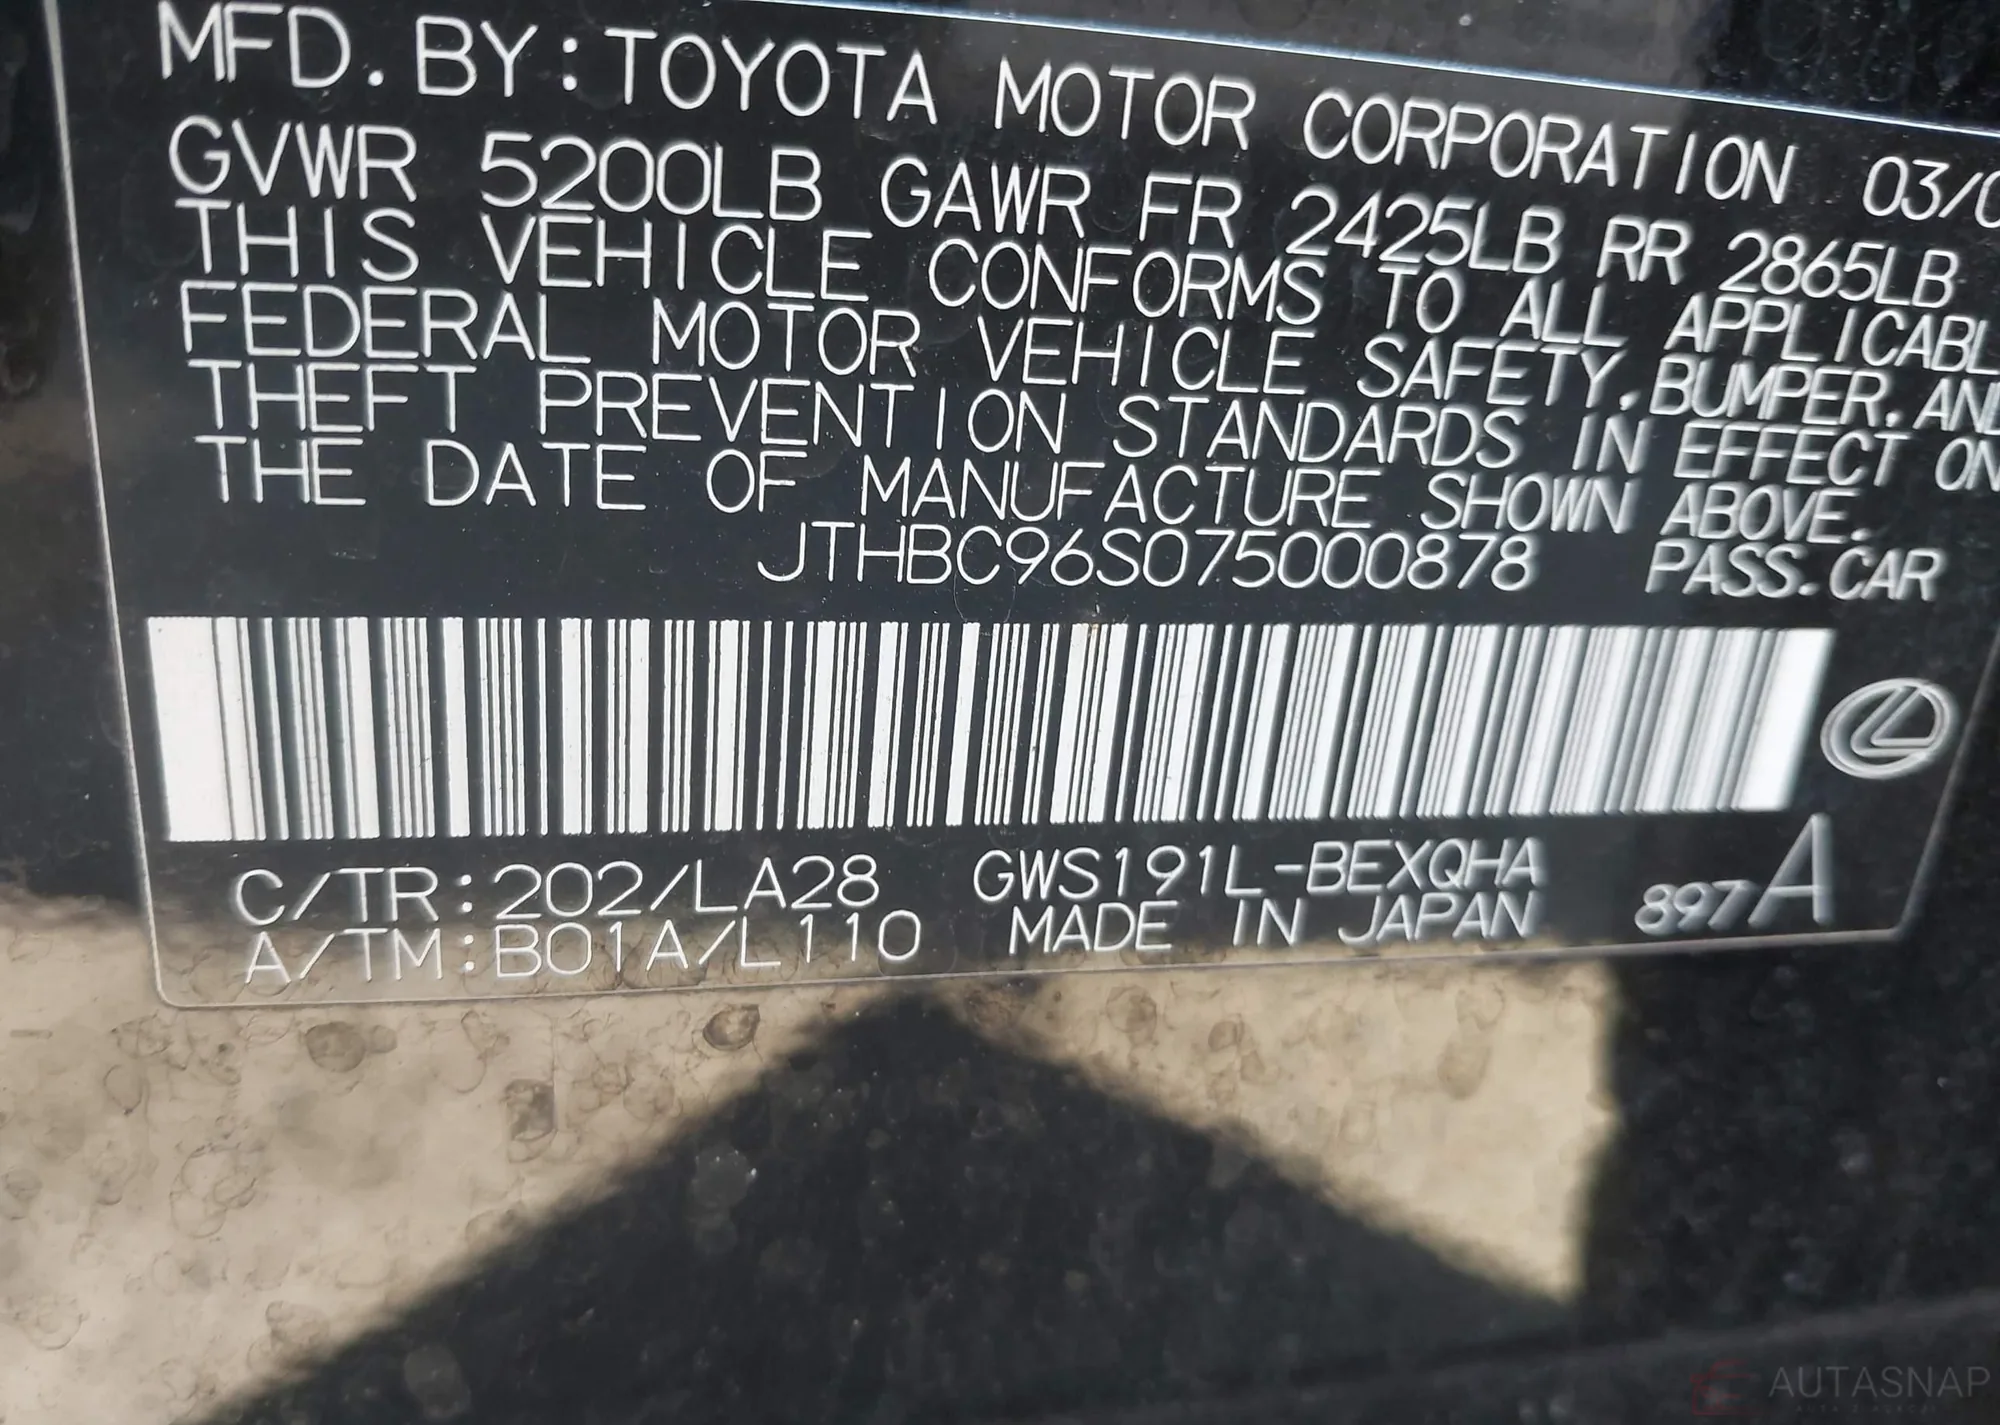 MFD. BY: TOYOTA MOTOR CORPORATION 03/0
GVWR 5200LB GAWR FR 2425LB RR 2865LB
THIS VEHICLE CONFORMS TO ALL APPLICABL
FEDERAL MOTOR VEHICLE SAFETY, BUMPER, AND
THEFT PREVENTION STANDARDS IN EFFECT ON
THE DATE OF MANUFACTURE SHOWN ABOVE.
JTHBC96S075000878 PASS. CAR
C/TR: 202/LA28 GWS191L-BEXQHA
A/TM: B01A/L110 MADE IN JAPAN 897A
AUTASNAP